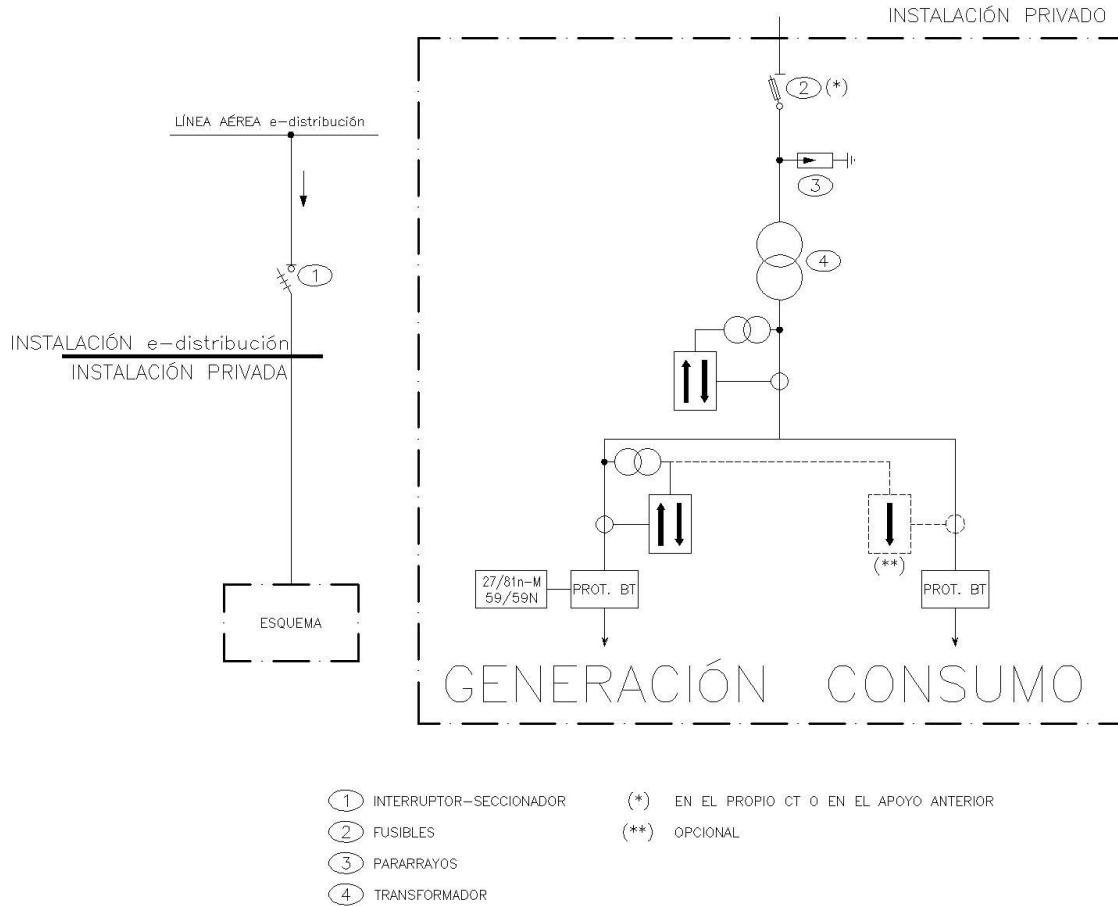 INSTALACIÓN PRIVADO
2 (*)
LÍNEA AÉREA e-distribución
3
1
4
INSTALACIÓN e-distribución
INSTALACIÓN PRIVADA
(**)
27/81n-M
59/59N
PROT. BT
PROT. BT
ESQUEMA
GENERACIÓN
CONSUMO
1 INTERRUPTOR-SECCIONADOR
(*) EN EL PROPIO CT O EN EL APOYO ANTERIOR
2 FUSIBLES
(**) OPCIONAL
3 PARARRAYOS
4 TRANSFORMADOR